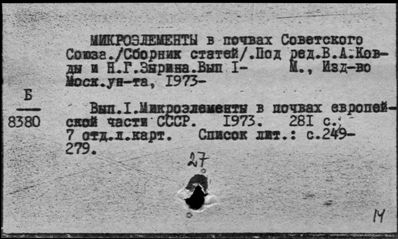 МИКРОЭЛЕМЕНТЫ в почвах Советского
Союза./Сборник статей/.Под ред.В.А.Ков-
ды и Н.Г.Зырина.Вып I- М., Изд-во
Моск.ун-та, 1973-
Б
8380
Вып.I.Микроэлементы в почвах европей-
ской части СССР. 1973. 281 с.;
7 отд.л.карт. Список лит.: с.249-
279.
27
М